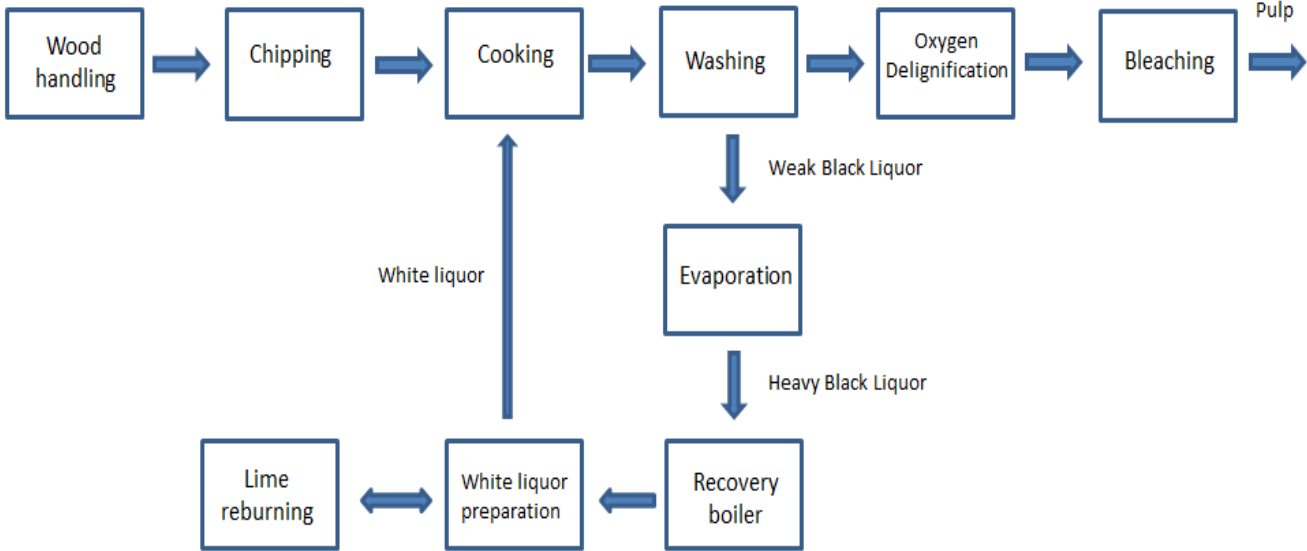 Pulp
Wood
handling
Chipping
Cooking
Washing
Oxygen
Delignification
Bleaching
Weak Black Liquor
White liquor
Evaporation
Heavy Black Liquor
Lime
reburning
White liquor
preparation
Recovery
boiler